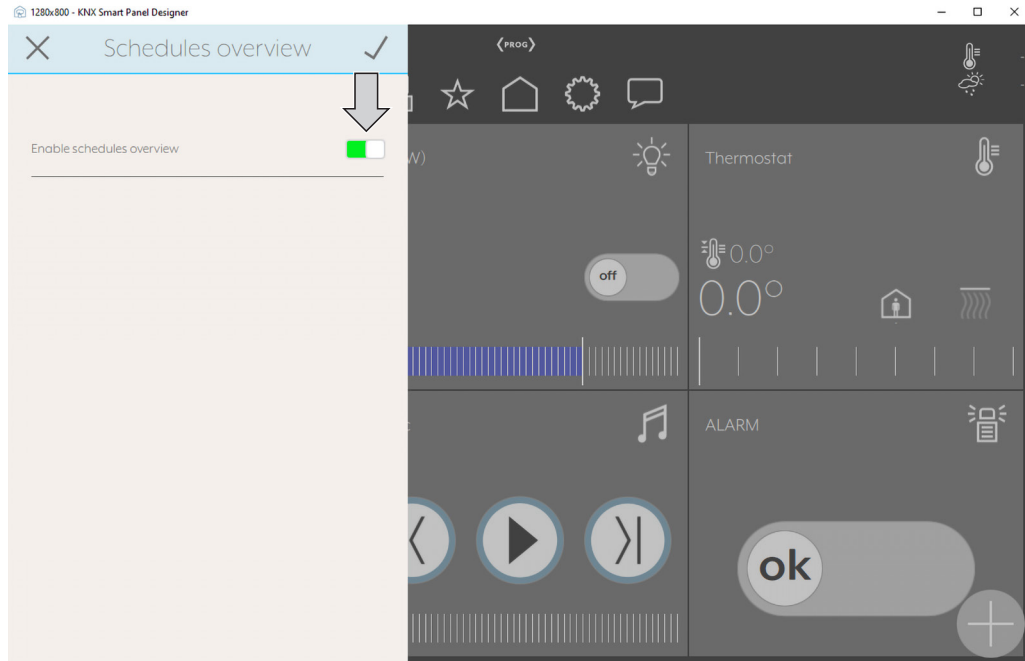 1280x800 - KNX Smart Panel Designer
Schedules overview
‹PROG›
Enable schedules overview
W)
Thermostat
off
0.0°
0.0°
ALARM
ok